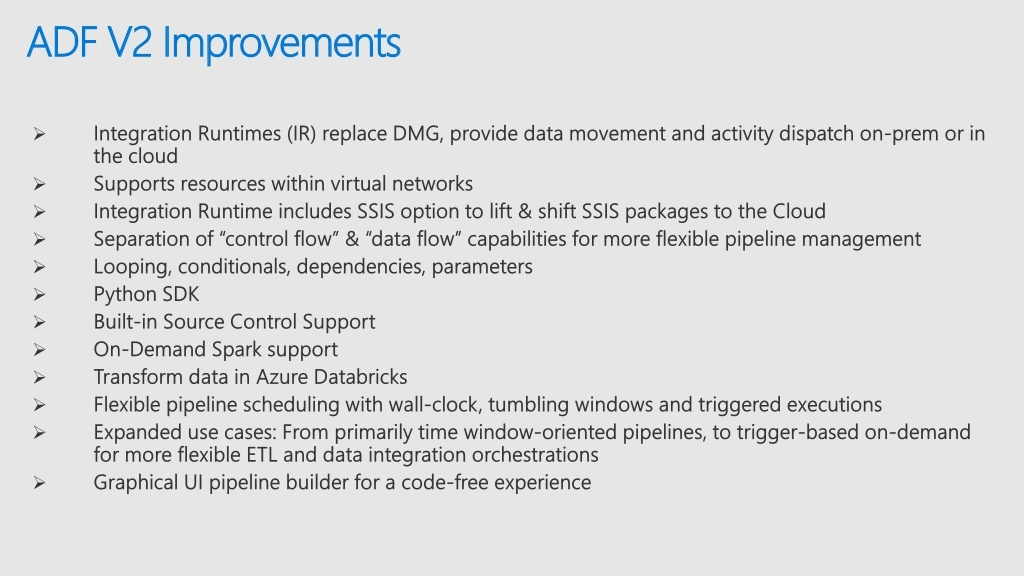 ADF V2 Improvements
➢ Integration Runtimes (IR) replace DMG, provide data movement and activity dispatch on-prem or in
the cloud
➢ Supports resources within virtual networks
➢ Integration Runtime includes SSIS option to lift & shift SSIS packages to the Cloud
➢ Separation of “control flow” & “data flow” capabilities for more flexible pipeline management
➢ Looping, conditionals, dependencies, parameters
➢ Python SDK
➢ Built-in Source Control Support
➢ On-Demand Spark support
➢ Transform data in Azure Databricks
➢ Flexible pipeline scheduling with wall-clock, tumbling windows and triggered executions
➢ Expanded use cases: From primarily time window-oriented pipelines, to trigger-based on-demand
for more flexible ETL and data integration orchestrations
➢ Graphical UI pipeline builder for a code-free experience